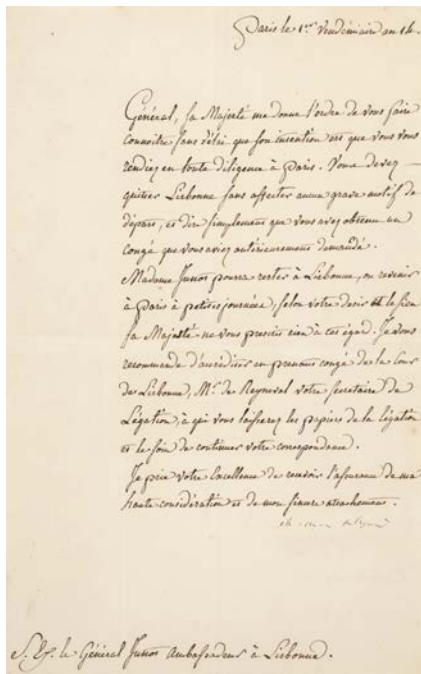 Paris le 1er. Vendémiaire an 14.
Général, sa Majesté me donne l'ordre de vous faire
connoitre sans délai que son intention est que vous vous
rendiez en toute diligence à Paris. Vous devez
quitter Lisbonne sans affecter aucun grave motif de
départ, et dire simplement que vous avez obtenu un
congé que vous aviez antérieurement demandé.
Madame Junot pourra rester à Lisbonne, ou revenir
à Paris à petites journées, selon votre desir et le sien
sa Majesté ne vous prescrit rien à cet égard. Je vous
recommande d'accréditer en prenant congé de la Cour
de Lisbonne, Mr. de Reyneval votre Secretaire de
Légation, à qui vous laisserez les papiers de la légation
et le soin de continuer votre correspondance.
Je prie votre Excellence de recevoir l'assurance de ma
haute considération et de mon sincere attachement.
S. Ex. le Général Junot Ambassadeur à Lisbonne.